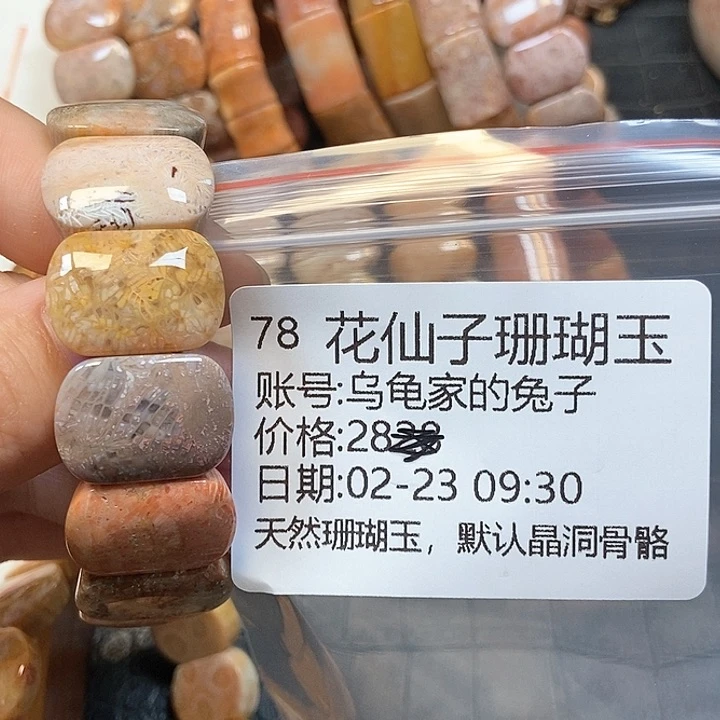 78 花仙子珊瑚玉
账号:乌龟家的兔子
价格:28
日期:02-23 09:30
天然珊瑚玉，默认晶洞骨骼